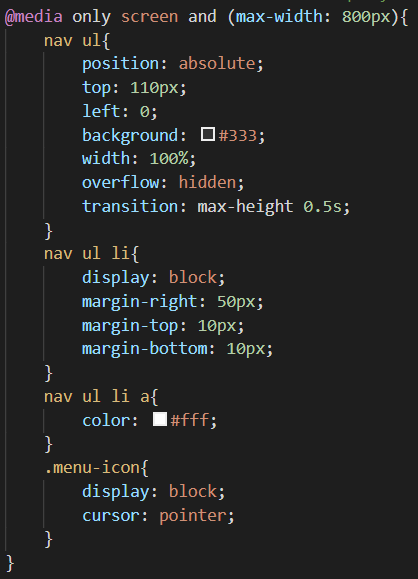 @media only screen and (max-width: 800px){
    nav ul{
        position: absolute;
        top: 110px;
        left: 0;
        background: #333;
        width: 100%;
        overflow: hidden;
        transition: max-height 0.5s;
    }
    nav ul li{
        display: block;
        margin-right: 50px;
        margin-top: 10px;
        margin-bottom: 10px;
    }
    nav ul li a{
        color: #fff;
    }
    .menu-icon{
        display: block;
        cursor: pointer;
    }
}